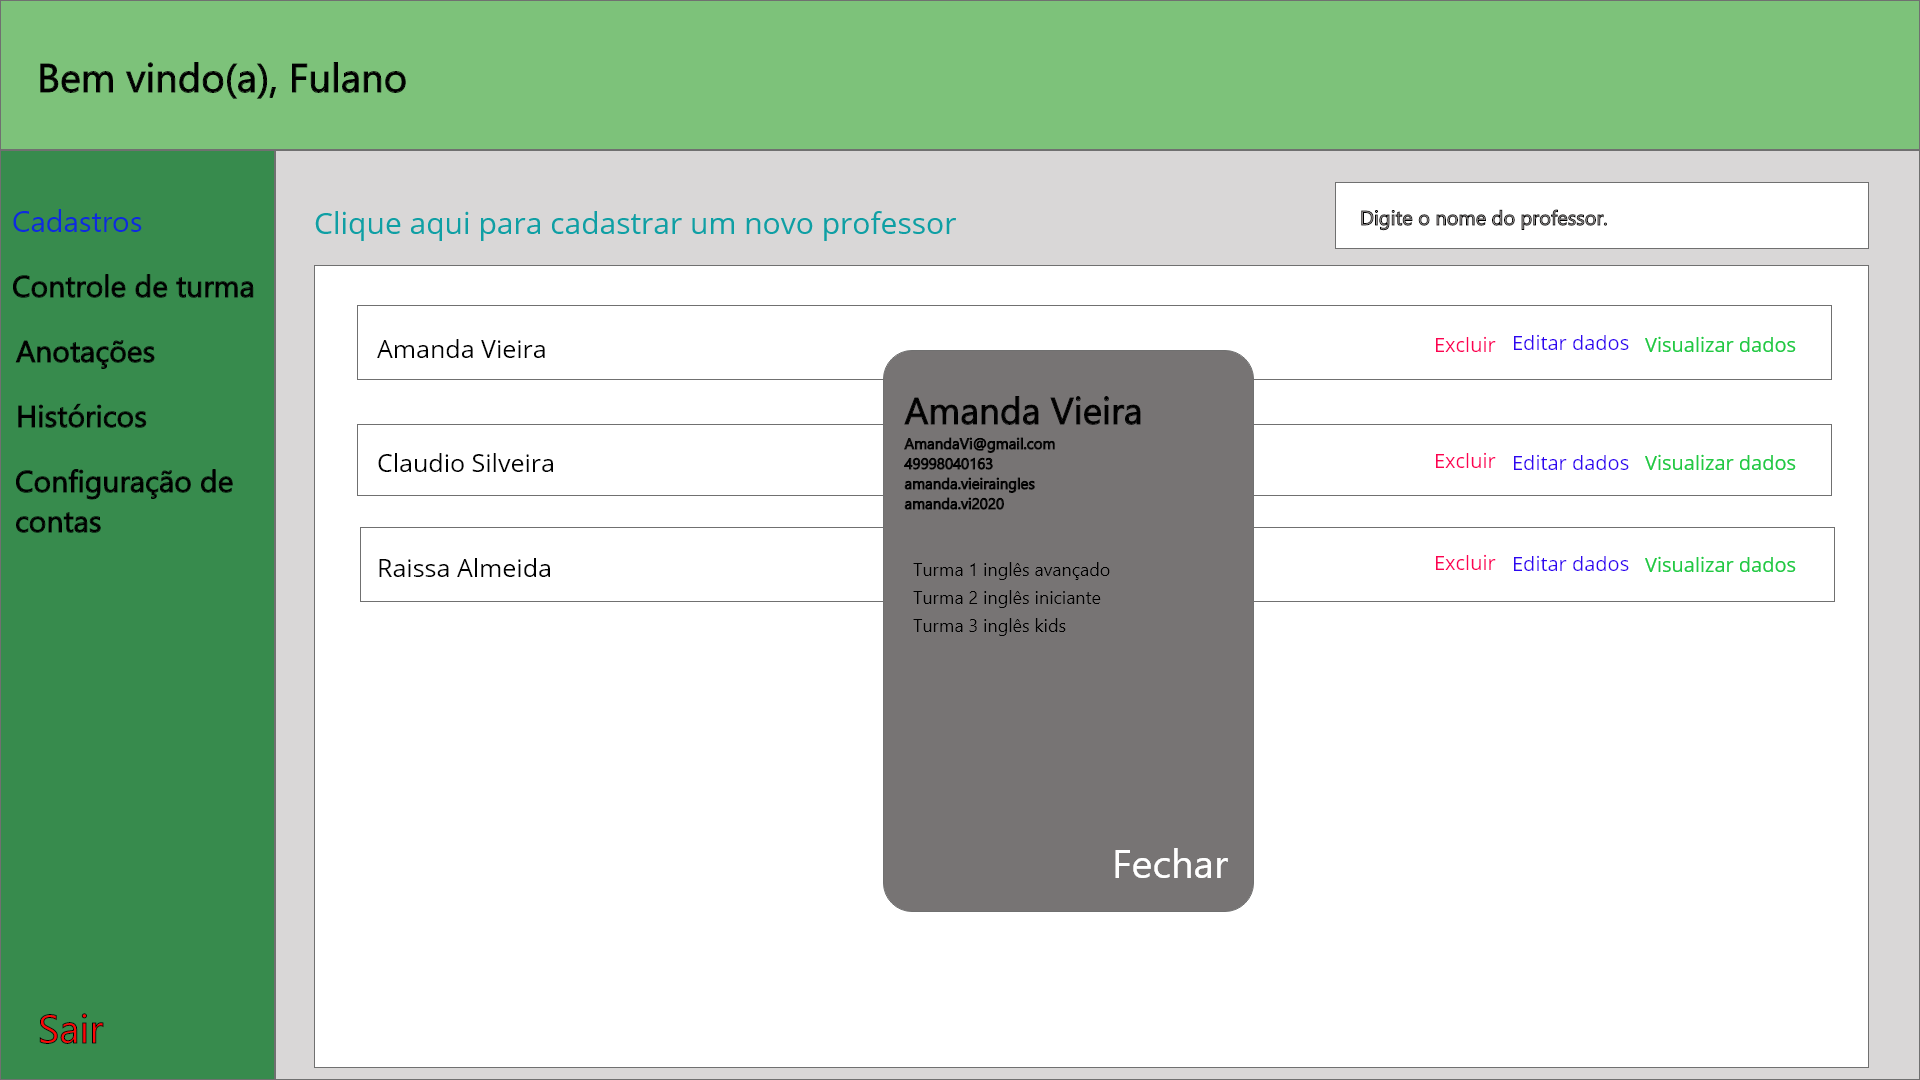 Bem vindo(a), Fulano
Cadastros
Controle de turma
Anotações
Históricos
Configuração de
contas
Sair
Clique aqui para cadastrar um novo professor
Digite o nome do professor.
Amanda Vieira
Excluir Editar dados Visualizar dados
Claudio Silveira
Excluir Editar dados Visualizar dados
Raissa Almeida
Excluir Editar dados Visualizar dados
Amanda Vieira
AmandaVi@gmail.com
49998040163
amanda.vieiraingles
amanda.vi2020
Turma 1 inglês avançado
Turma 2 inglês iniciante
Turma 3 inglês kids
Fechar